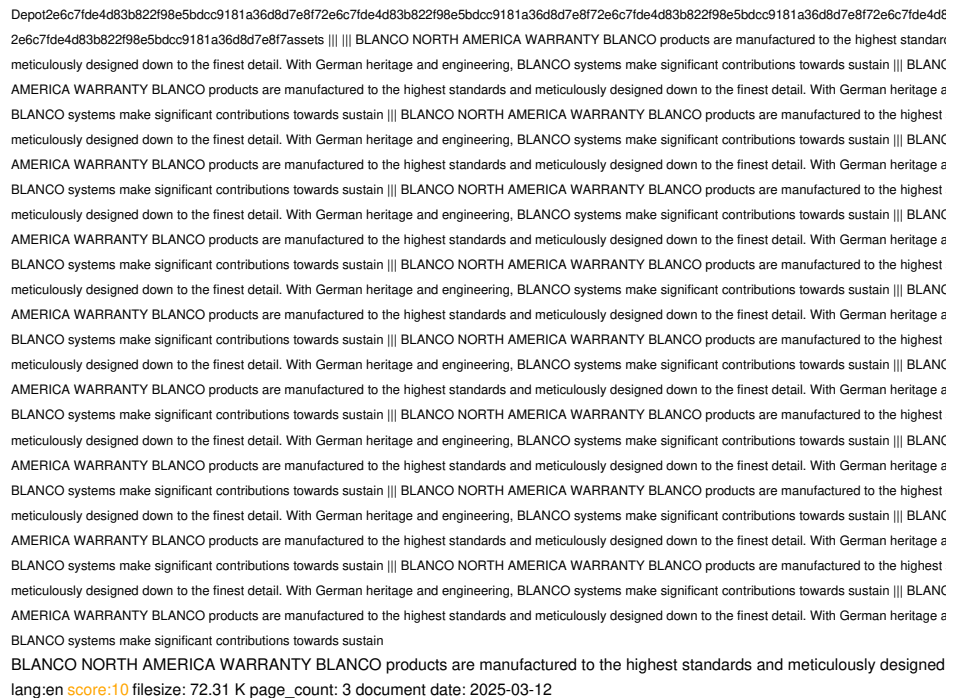 Depot2e6c7fde4d83b822f98e5bdcc9181a36d8d7e8f72e6c7fde4d83b822f98e5bdcc9181a36d8d7e8f72e6c7fde4d83b822f98e5bdcc9181a36d8d7e8f72e6c7fde4d8
2e6c7fde4d83b822f98e5bdcc9181a36d8d7e8f7assets ||| ||| BLANCO NORTH AMERICA WARRANTY BLANCO products are manufactured to the highest standard
meticulously designed down to the finest detail. With German heritage and engineering, BLANCO systems make significant contributions towards sustain ||| BLANC
AMERICA WARRANTY BLANCO products are manufactured to the highest standards and meticulously designed down to the finest detail. With German heritage a
BLANCO systems make significant contributions towards sustain ||| BLANCO NORTH AMERICA WARRANTY BLANCO products are manufactured to the highest
meticulously designed down to the finest detail. With German heritage and engineering, BLANCO systems make significant contributions towards sustain ||| BLANC
AMERICA WARRANTY BLANCO products are manufactured to the highest standards and meticulously designed down to the finest detail. With German heritage a
BLANCO systems make significant contributions towards sustain ||| BLANCO NORTH AMERICA WARRANTY BLANCO products are manufactured to the highest
meticulously designed down to the finest detail. With German heritage and engineering, BLANCO systems make significant contributions towards sustain ||| BLANC
AMERICA WARRANTY BLANCO products are manufactured to the highest standards and meticulously designed down to the finest detail. With German heritage a
BLANCO systems make significant contributions towards sustain ||| BLANCO NORTH AMERICA WARRANTY BLANCO products are manufactured to the highest
meticulously designed down to the finest detail. With German heritage and engineering, BLANCO systems make significant contributions towards sustain ||| BLANC
AMERICA WARRANTY BLANCO products are manufactured to the highest standards and meticulously designed down to the finest detail. With German heritage a
BLANCO systems make significant contributions towards sustain ||| BLANCO NORTH AMERICA WARRANTY BLANCO products are manufactured to the highest
meticulously designed down to the finest detail. With German heritage and engineering, BLANCO systems make significant contributions towards sustain ||| BLANC
AMERICA WARRANTY BLANCO products are manufactured to the highest standards and meticulously designed down to the finest detail. With German heritage a
BLANCO systems make significant contributions towards sustain ||| BLANCO NORTH AMERICA WARRANTY BLANCO products are manufactured to the highest
meticulously designed down to the finest detail. With German heritage and engineering, BLANCO systems make significant contributions towards sustain ||| BLANC
AMERICA WARRANTY BLANCO products are manufactured to the highest standards and meticulously designed down to the finest detail. With German heritage a
BLANCO systems make significant contributions towards sustain ||| BLANCO NORTH AMERICA WARRANTY BLANCO products are manufactured to the highest
meticulously designed down to the finest detail. With German heritage and engineering, BLANCO systems make significant contributions towards sustain ||| BLANC
AMERICA WARRANTY BLANCO products are manufactured to the highest standards and meticulously designed down to the finest detail. With German heritage a
BLANCO systems make significant contributions towards sustain ||| BLANCO NORTH AMERICA WARRANTY BLANCO products are manufactured to the highest
meticulously designed down to the finest detail. With German heritage and engineering, BLANCO systems make significant contributions towards sustain ||| BLANC
AMERICA WARRANTY BLANCO products are manufactured to the highest standards and meticulously designed down to the finest detail. With German heritage a
BLANCO systems make significant contributions towards sustain
BLANCO NORTH AMERICA WARRANTY BLANCO products are manufactured to the highest standards and meticulously designed
lang:en score:10 filesize: 72.31 K page_count: 3 document date: 2025-03-12